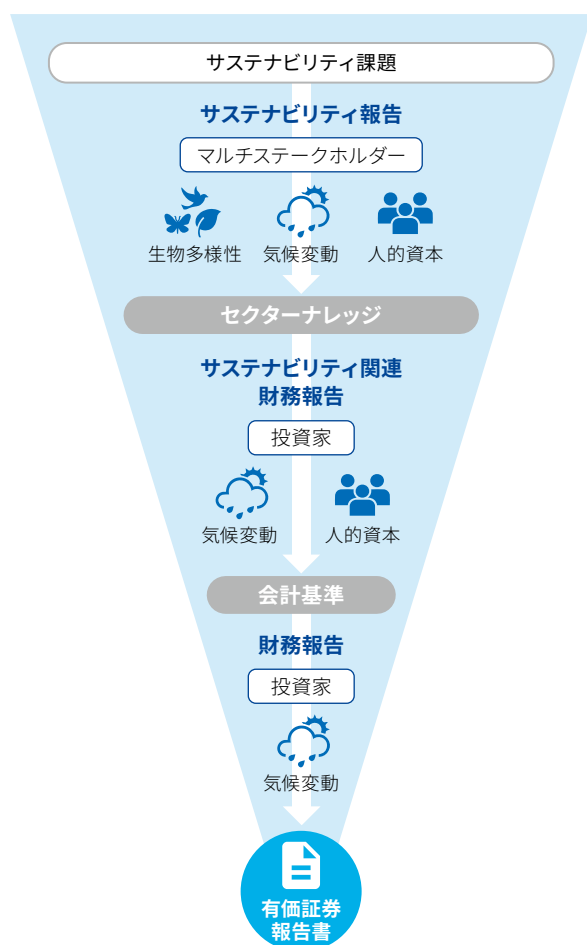 サステナビリティ課題
サステナビリティ報告
マルチステークホルダー
生物多様性 気候変動 人的資本
セクターナレッジ
サステナビリティ関連
財務報告
投資家
気候変動 人的資本
会計基準
財務報告
投資家
気候変動
有価証券
報告書